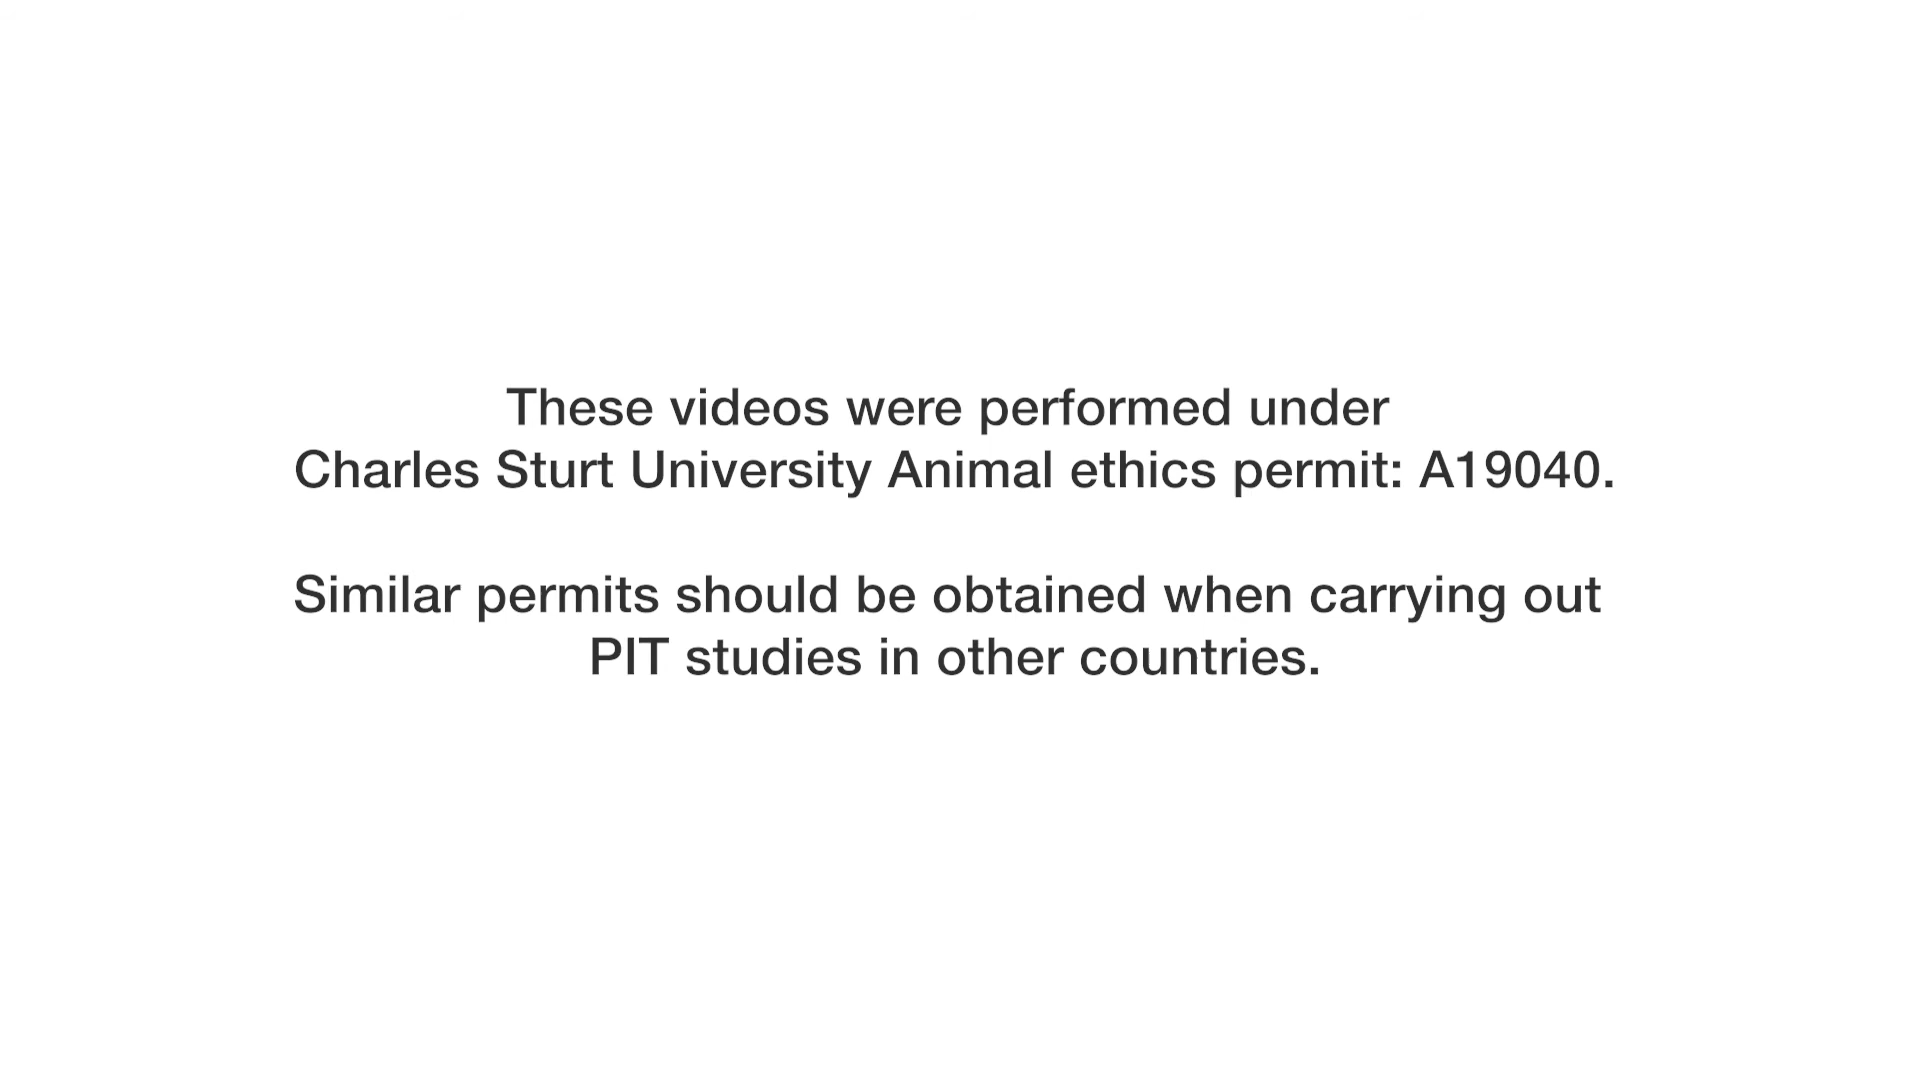 These videos were performed under
Charles Sturt University Animal ethics permit: A19040.
Similar permits should be obtained when carrying out
PIT studies in other countries.